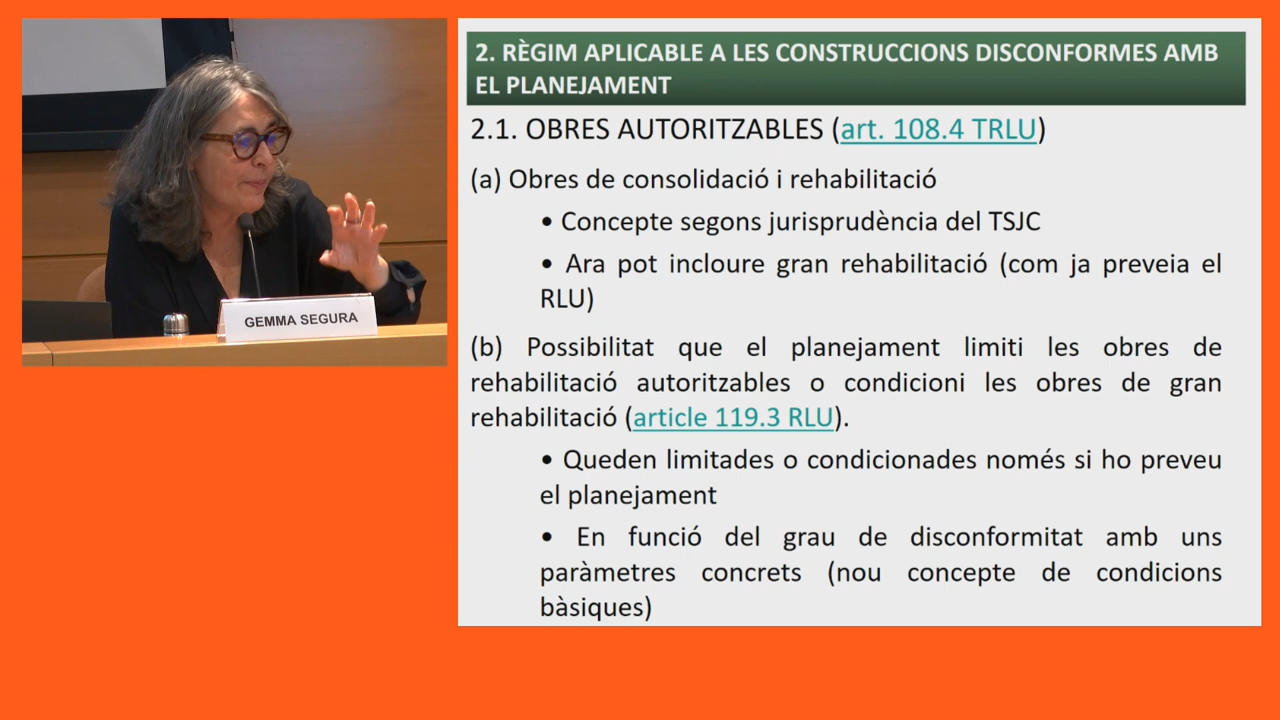 GEMMA SEGURA
2. RÈGIM APLICABLE A LES CONSTRUCCIONS DISCONFORMES AMB
EL PLANEJAMENT
2.1. OBRES AUTORITZABLES (art. 108.4 TRLU)
(a) Obres de consolidació i rehabilitació
• Concepte segons jurisprudència del TSJC
• Ara pot incloure gran rehabilitació (com ja preveia el
RLU)
(b) Possibilitat que el planejament limiti les obres de
rehabilitació autoritzables o condicioni les obres de gran
rehabilitació (article 119.3 RLU).
• Queden limitades o condicionades només si ho preveu
el planejament
• En funció del grau de disconformitat amb uns
paràmetres concrets (nou concepte de condicions
bàsiques)